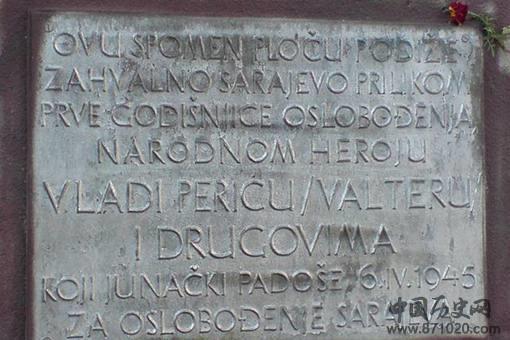 OVU SPOMEN PLOČU PODIŽE
ZAHVALNO SARAJEVO PRILIKOM
PRVE GODIŠNJICE OSLOBOĐENJA
NARODNOM HEROJU
VLADI PERIĆU/VALTERU/
I DRUGOVIMA
KOJI JUNAČKI PADOŠE, 6.IV.1945
ZA OSLOBOĐENJE
中国历史网
www.871020.com